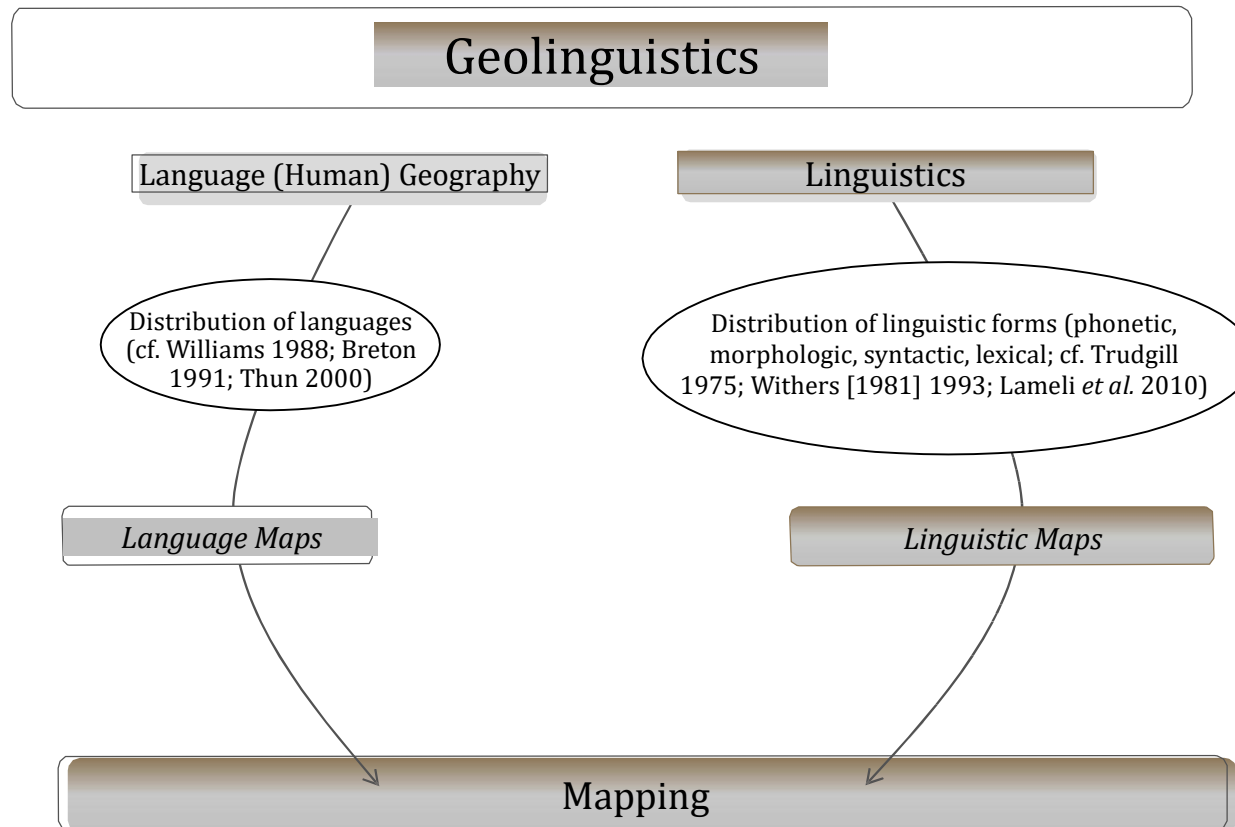 Geolinguistics
Language (Human) Geography
Linguistics
Distribution of languages
(cf. Williams 1988; Breton
1991; Thun 2000)
Distribution of linguistic forms (phonetic,
morphologic, syntactic, lexical; cf. Trudgill
1975; Withers [1981] 1993; Lameli et al. 2010)
Language Maps
Linguistic Maps
Mapping